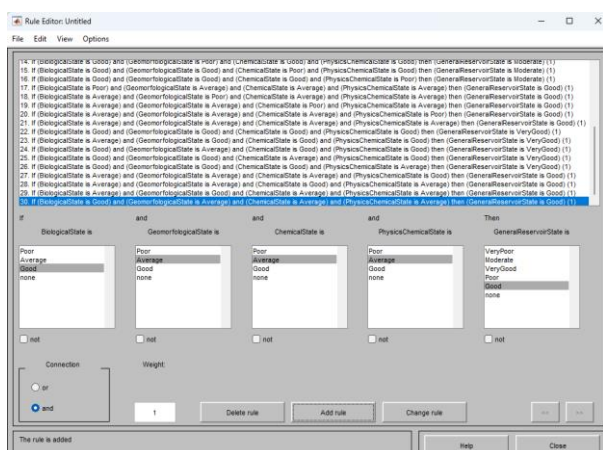 Rule Editor: Untitled
File Edit View Options
14. If (BiologicalState is Good) and (GeomorfologicalState is Poor) and (ChemicalState is Good) and (PhysicsChemicalState is Good) then (GeneralReservoirState is Moderate) (1)
15. If (BiologicalState is Good) and (GeomorfologicalState is Good) and (ChemicalState is Poor) and (PhysicsChemicalState is Good) then (GeneralReservoirState is Moderate) (1)
16. If (BiologicalState is Good) and (GeomorfologicalState is Good) and (ChemicalState is Good) and (PhysicsChemicalState is Poor) then (GeneralReservoirState is Moderate) (1)
17. If (BiologicalState is Poor) and (GeomorfologicalState is Average) and (ChemicalState is Average) and (PhysicsChemicalState is Average) then (GeneralReservoirState is Good) (1)
18. If (BiologicalState is Average) and (GeomorfologicalState is Poor) and (ChemicalState is Average) and (PhysicsChemicalState is Average) then (GeneralReservoirState is Good) (1)
19. If (BiologicalState is Average) and (GeomorfologicalState is Average) and (ChemicalState is Poor) and (PhysicsChemicalState is Average) then (GeneralReservoirState is Good) (1)
20. If (BiologicalState is Average) and (GeomorfologicalState is Average) and (ChemicalState is Average) and (PhysicsChemicalState is Poor) then (GeneralReservoirState is Good) (1)
21. If (BiologicalState is Average) and (GeomorfologicalState is Average) and (ChemicalState is Average) and (PhysicsChemicalState is Average) then (GeneralReservoirState is Good) (1)
22. If (BiologicalState is Good) and (GeomorfologicalState is Good) and (ChemicalState is Good) and (PhysicsChemicalState is Good) then (GeneralReservoirState is VeryGood) (1)
23. If (BiologicalState is Average) and (GeomorfologicalState is Good) and (ChemicalState is Good) and (PhysicsChemicalState is Good) then (GeneralReservoirState is VeryGood) (1)
24. If (BiologicalState is Good) and (GeomorfologicalState is Average) and (ChemicalState is Good) and (PhysicsChemicalState is Good) then (GeneralReservoirState is VeryGood) (1)
25. If (BiologicalState is Good) and (GeomorfologicalState is Good) and (ChemicalState is Average) and (PhysicsChemicalState is Good) then (GeneralReservoirState is VeryGood) (1)
26. If (BiologicalState is Good) and (GeomorfologicalState is Good) and (ChemicalState is Good) and (PhysicsChemicalState is Average) then (GeneralReservoirState is VeryGood) (1)
27. If (BiologicalState is Average) and (GeomorfologicalState is Average) and (ChemicalState is Average) and (PhysicsChemicalState is Good) then (GeneralReservoirState is Good) (1)
28. If (BiologicalState is Average) and (GeomorfologicalState is Average) and (ChemicalState is Good) and (PhysicsChemicalState is Average) then (GeneralReservoirState is Good) (1)
29. If (BiologicalState is Average) and (GeomorfologicalState is Good) and (ChemicalState is Average) and (PhysicsChemicalState is Average) then (GeneralReservoirState is Good) (1)
30. If (BiologicalState is Good) and (GeomorfologicalState is Average) and (ChemicalState is Average) and (PhysicsChemicalState is Average) then (GeneralReservoirState is Good) (1)
If and and and Then
BiologicalState is GeomorfologicalState is ChemicalState is PhysicsChemicalState is GeneralReservoirState is
Poor Poor Poor Poor VeryPoor
Average Average Average Average Moderate
Good Good Good Good VeryGood
none none none none Poor
Good
none
not not not not not
Connection Weight:
or
and 1 Delete rule Add rule Change rule << >>
The rule is added Help Close